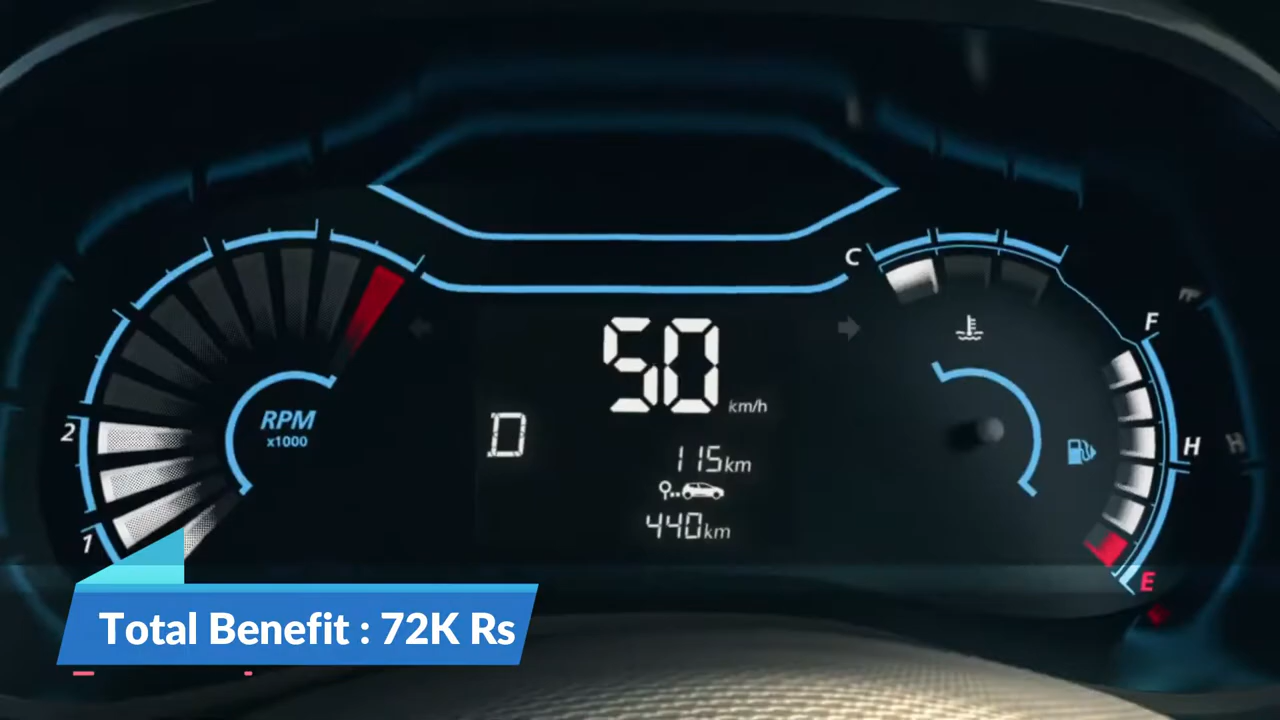 C
F
50
2
RPM
km/h
x1000
D
H
H
115km
440km
1
E
Total Benefit : 72K Rs